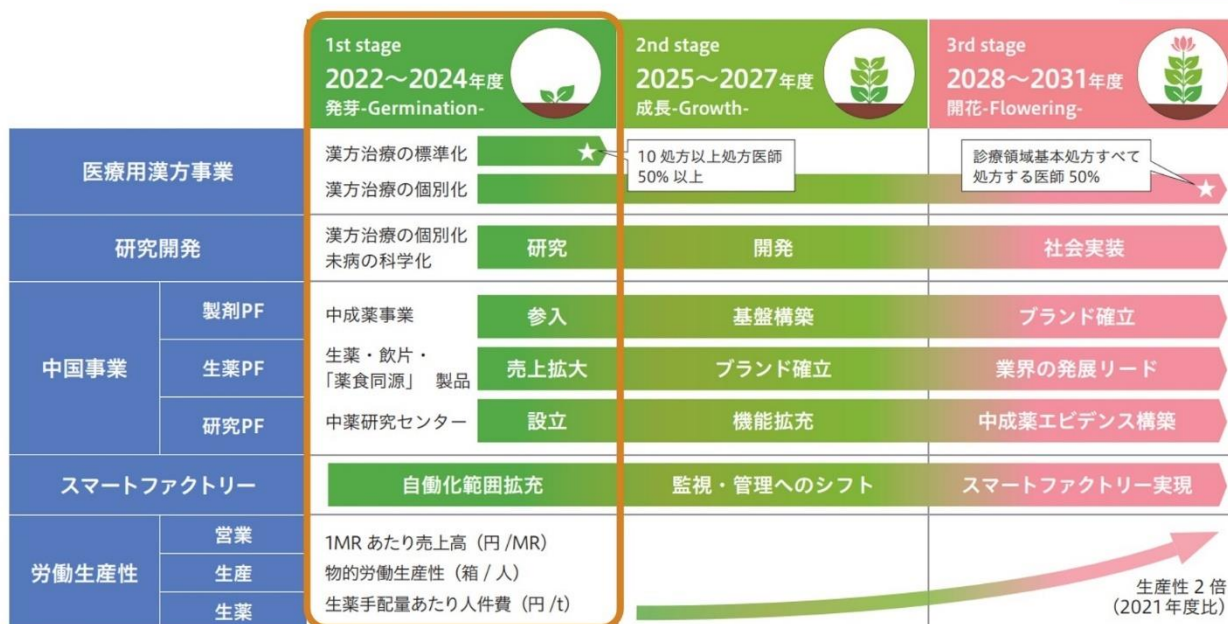 1st stage
2022～2024年度
発芽-Germination-
2nd stage
2025～2027年度
成長-Growth-
3rd stage
2028～2031年度
開花-Flowering-
医療用漢方事業
漢方治療の標準化
10 処方以上処方医師
50% 以上
漢方治療の個別化
診療領域基本処方すべて
処方する医師 50%
研究開発
漢方治療の個別化
未病の科学化
研究
開発
社会実装
中国事業
製剤PF
中成薬事業
参入
基盤構築
ブランド確立
生薬PF
生薬・飲片・
「薬食同源」 製品
売上拡大
ブランド確立
業界の発展リード
研究PF
中薬研究センター
設立
機能拡充
中成薬エビデンス構築
スマートファクトリー
自働化範囲拡充
監視・管理へのシフト
スマートファクトリー実現
労働生産性
営業
1MR あたり売上高（円 /MR）
生産
物的労働生産性（箱 / 人）
生薬
生薬手配量あたり人件費（円 /t）
生産性 2 倍
（2021年度比）